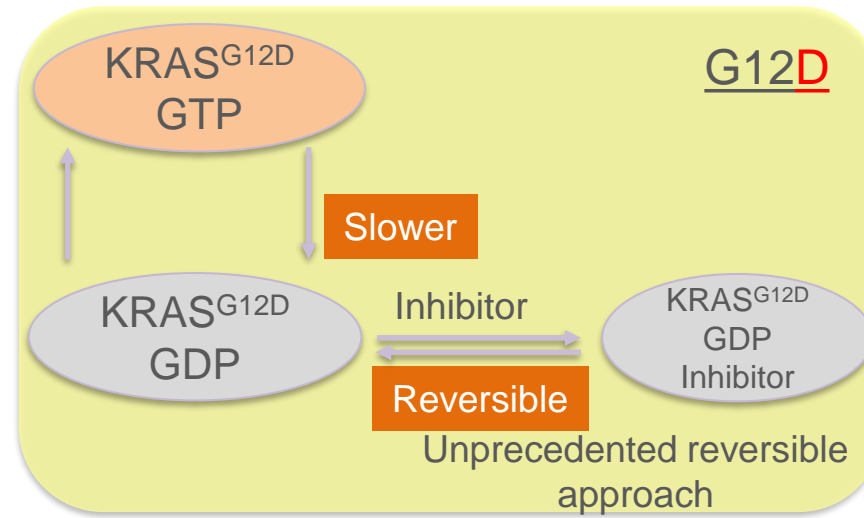 KRASG12D
GTP
G12D
Slower
KRASG12D
GDP
Inhibitor
Reversible
KRASG12D
GDP
Inhibitor
Unprecedented reversible
approach